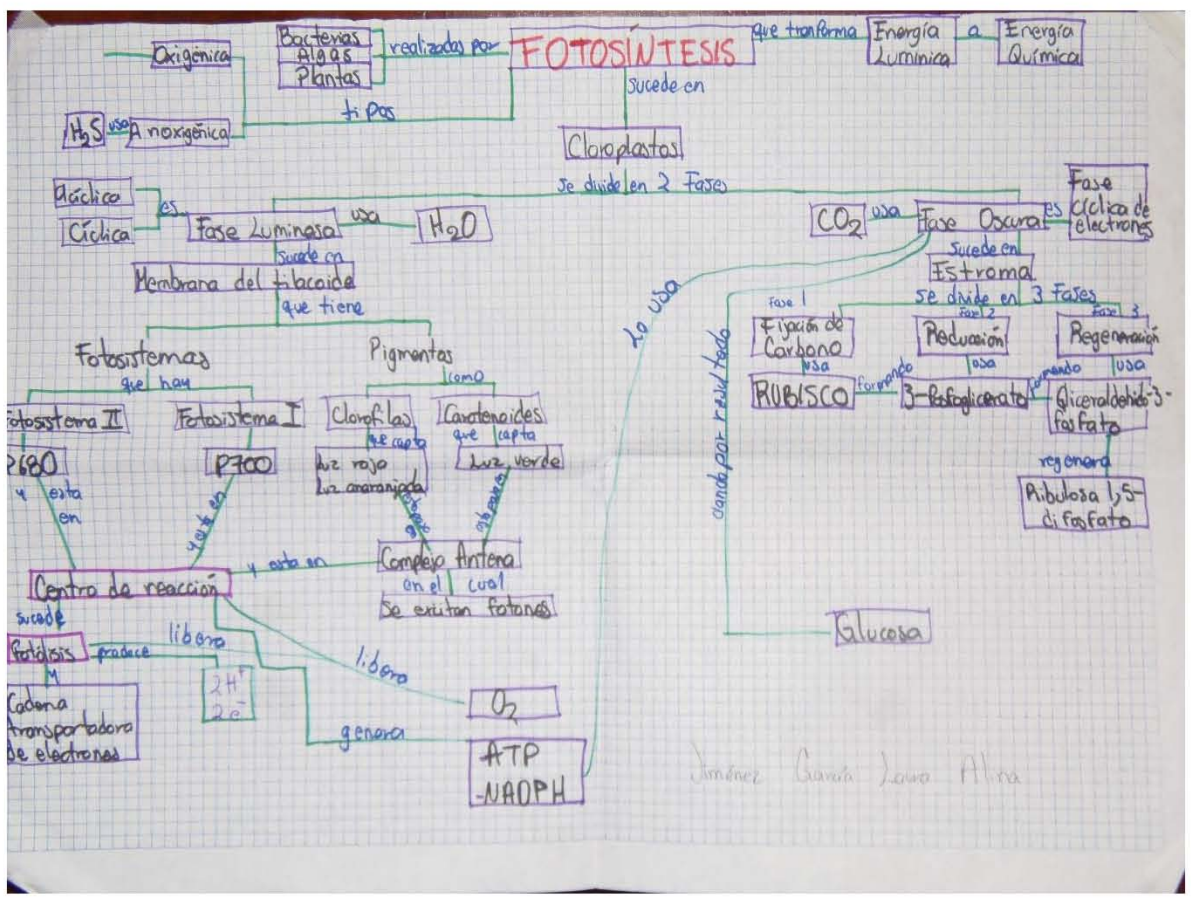 FOTOSÍNTESIS
que tranforma
Energía
Lumínica
a
Energía
Química
realizadas por
Bacterias
Algas
Plantas
tipos
Oxigénica
Anoxigénica
usa
H₂S
sucede en
Cloroplastos
se divide en 2 Fases
Fase Luminosa
es
Acíclica
Cíclica
usa
H₂O
sucede en
Membrana del tilacoide
que tiene
Fotosistemas
que hay
Fotosistema II
P680
y esta
en
Fotosistema I
P700
y está en
Pigmentos
como
Clorofilas
que capta
Luz roja
Luz anaranjada
Carotenoides
que capta
Luz verde
esto pasa en
Complejo Antena
en el cual
Se exitan fotones
y esta en
Centro de reacción
sucede
Fotólisis
produce
2H⁺
2e⁻
libera
y
Cadena
transportadora
de electrones
libera
O₂
genera
ATP
-NADPH
Lo usa
Fase Oscura
usa
CO₂
es
Fase
Cíclica de
electrones
sucede en
Estroma
se divide en 3 Fases
Fase 1
Fijación de
Carbono
usa
RUBISCO
formando
Fase 2
Reducción
usa
3-fosfoglicerato
formando
Fase 3
Regeneración
usa
Gliceraldehído-3-
fosfato
regenera
Ribulosa 1,5-
difosfato
dando por resultado
Glucosa
Jiménez García Laura Alina